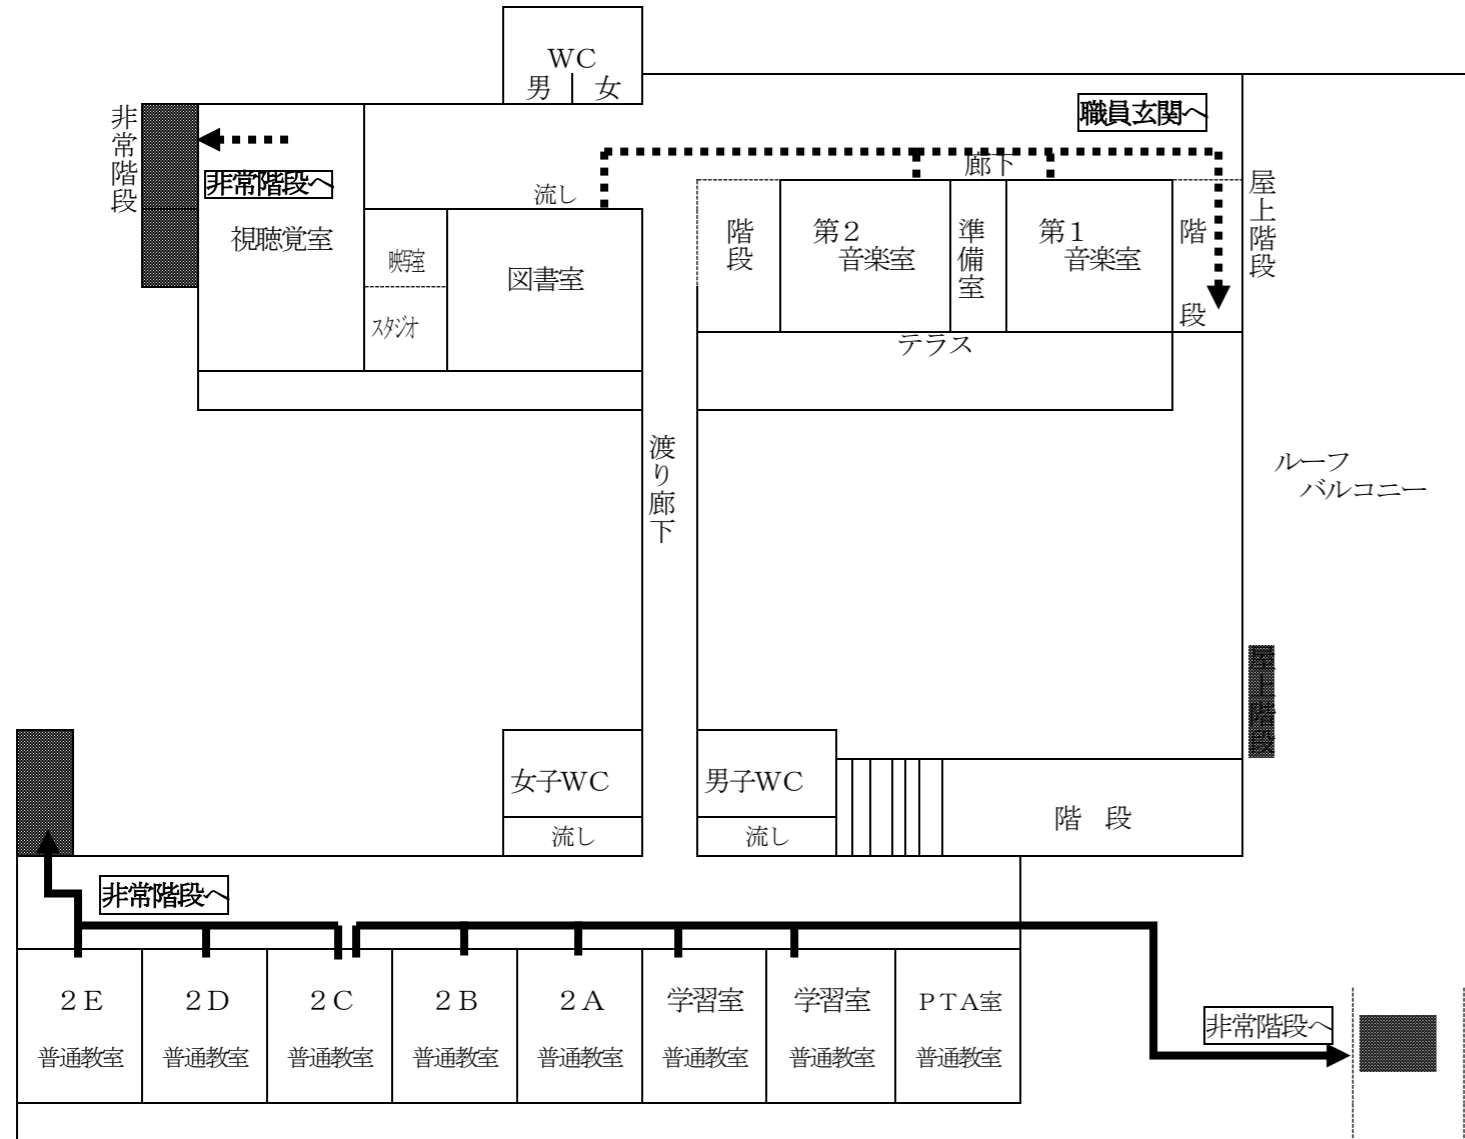 WC
男 女
職員玄関へ
非常階段
非常階段へ
廊下
流し
屋上階段
視聴覚室
映写室
スタジオ
図書室
階段
第2
音楽室
準備室
第1
音楽室
階段
テラス
渡り廊下
ルーフ
バルコニー
屋上階段
女子WC
流し
男子WC
流し
階 段
非常階段へ
2E
普通教室
2D
普通教室
2C
普通教室
2B
普通教室
2A
普通教室
学習室
普通教室
学習室
普通教室
PTA室
普通教室
非常階段へ